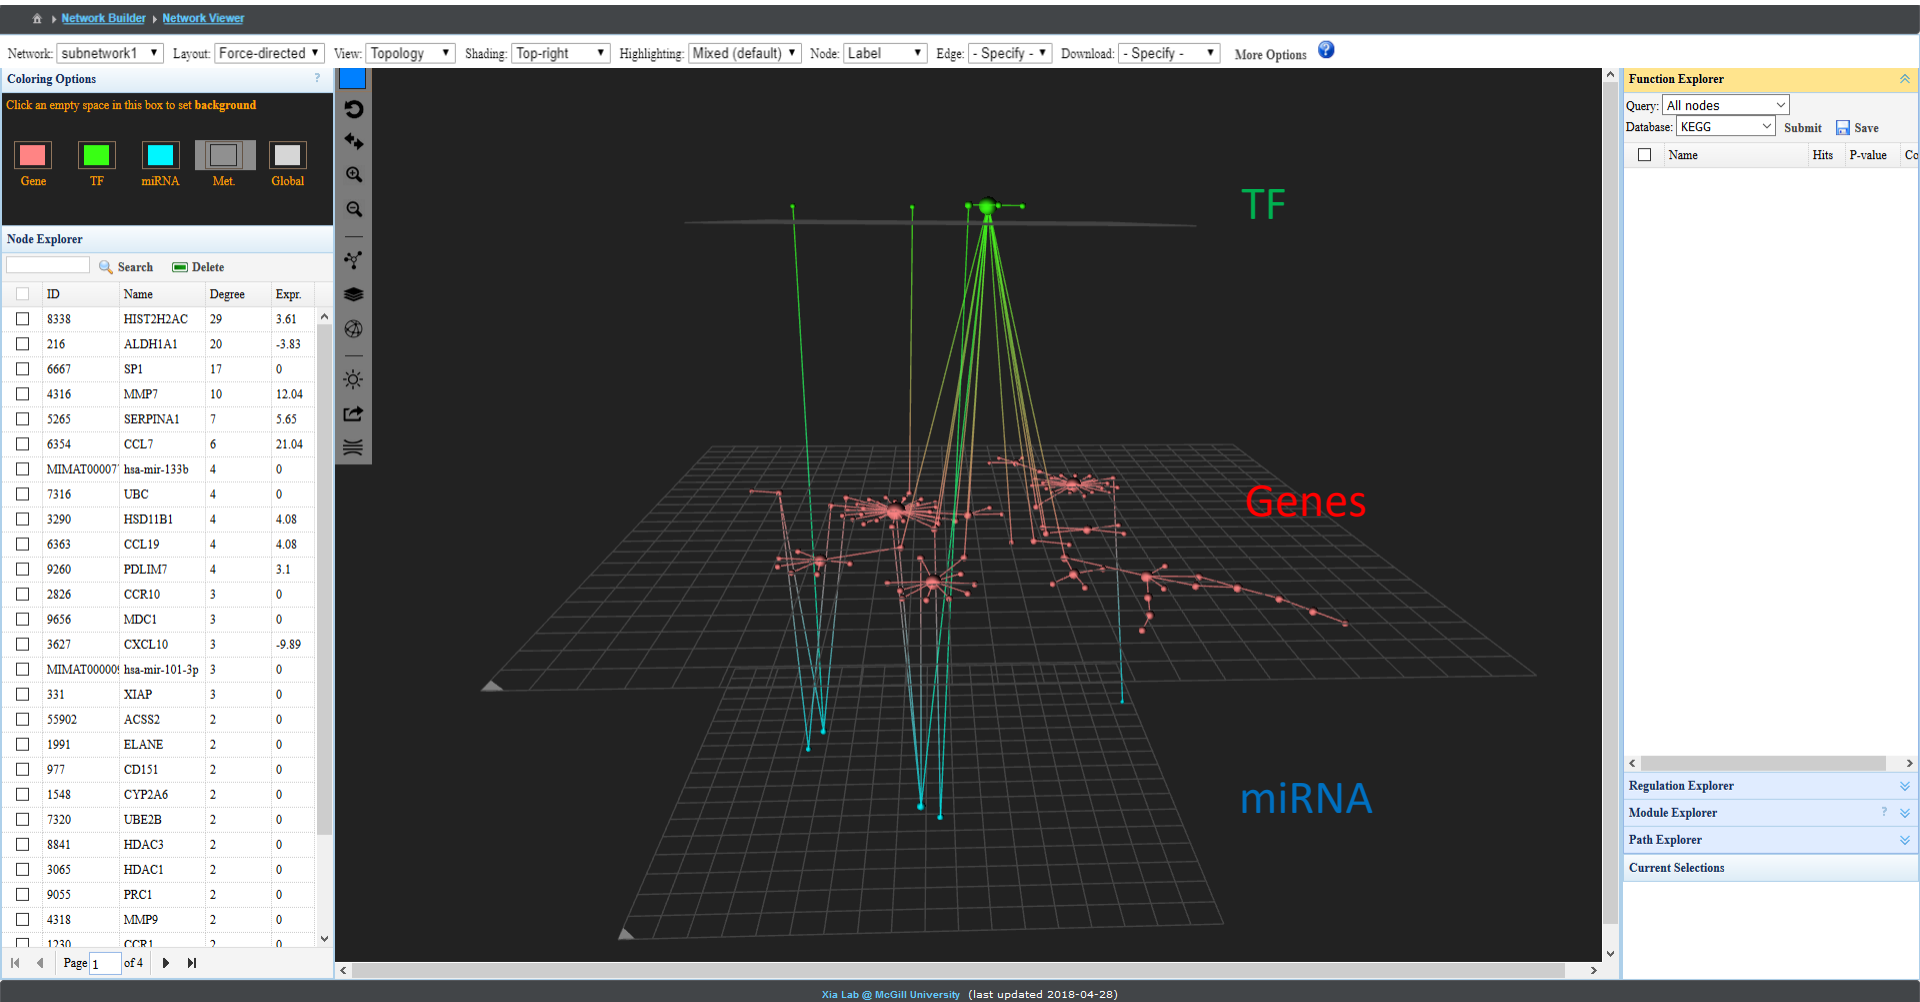 Network Builder Network Viewer
Network: subnetwork1 Layout: Force-directed View: Topology Shading: Top-right Highlighting: Mixed (default) Node: Label Edge: - Specify - Download: - Specify - More Options ?
Coloring Options ?
Click an empty space in this box to set background
Gene TF miRNA Met. Global
Node Explorer
Search Delete
ID Name Degree Expr.
8338 HIST2H2AC 29 3.61
216 ALDH1A1 20 -3.83
6667 SP1 17 0
4316 MMP7 10 12.04
5265 SERPINA1 7 5.65
6354 CCL7 6 21.04
MIMAT00007 hsa-mir-133b 4 0
7316 UBC 4 0
3290 HSD11B1 4 4.08
6363 CCL19 4 4.08
9260 PDLIM7 4 3.1
2826 CCR10 3 0
9656 MDC1 3 0
3627 CXCL10 3 -9.89
MIMAT00000 hsa-mir-101-3p 3 0
331 XIAP 3 0
55902 ACSS2 2 0
1991 ELANE 2 0
977 CD151 2 0
1548 CYP2A6 2 0
7320 UBE2B 2 0
8841 HDAC3 2 0
3065 HDAC1 2 0
9055 PRC1 2 0
4318 MMP9 2 0
1230 CCR1 2 0
Page 1 of 4
TF
Genes
miRNA
Function Explorer
Query: All nodes
Database: KEGG Submit Save
Name Hits P-value Co
Regulation Explorer
Module Explorer ?
Path Explorer
Current Selections
Xia Lab @ McGill University (last updated 2018-04-28)